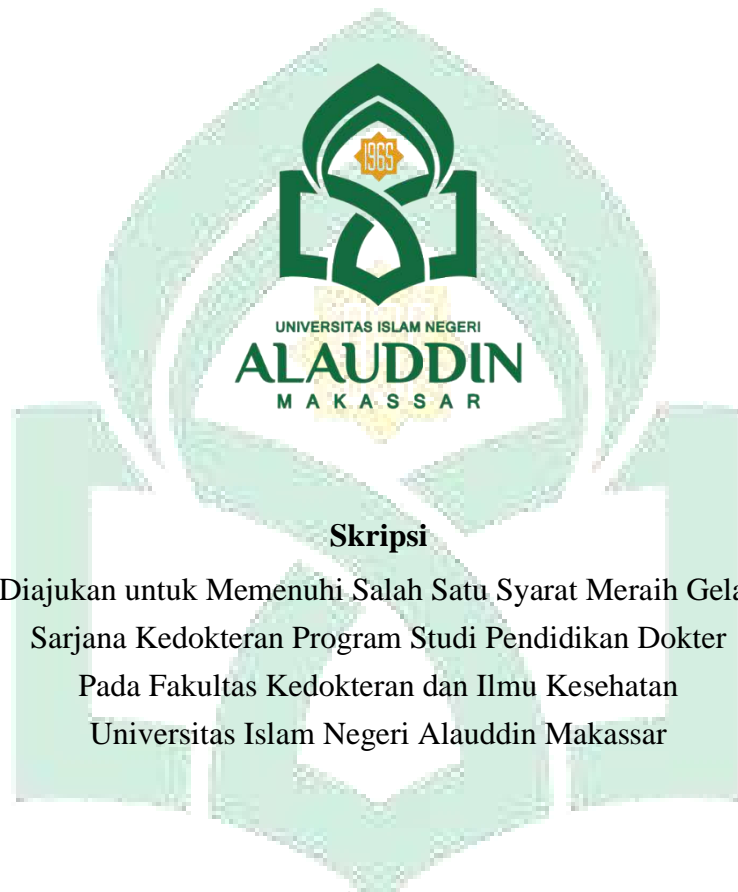 1965
UNIVERSITAS ISLAM NEGERI
ALAUDDIN
MAKASSAR
Skripsi
Diajukan untuk Memenuhi Salah Satu Syarat Meraih Gela
Sarjana Kedokteran Program Studi Pendidikan Dokter
Pada Fakultas Kedokteran dan Ilmu Kesehatan
Universitas Islam Negeri Alauddin Makassar